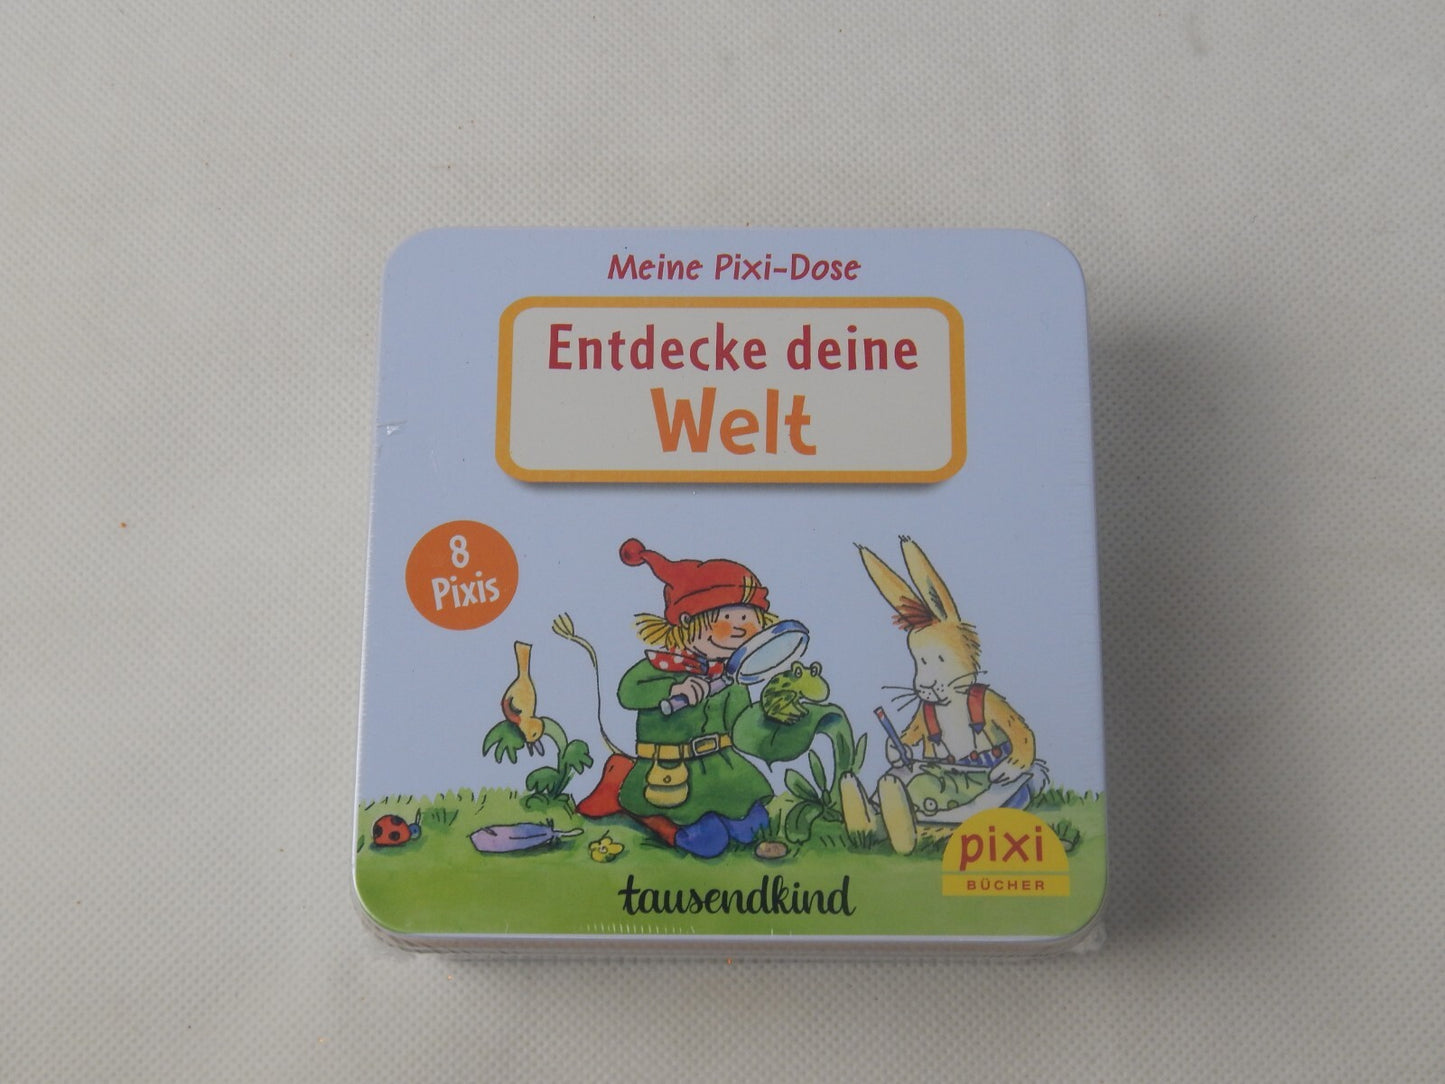 Meine Pixi-Dose
Entdecke deine
Welt
8
Pixis
pixi
BÜCHER
tausendkind